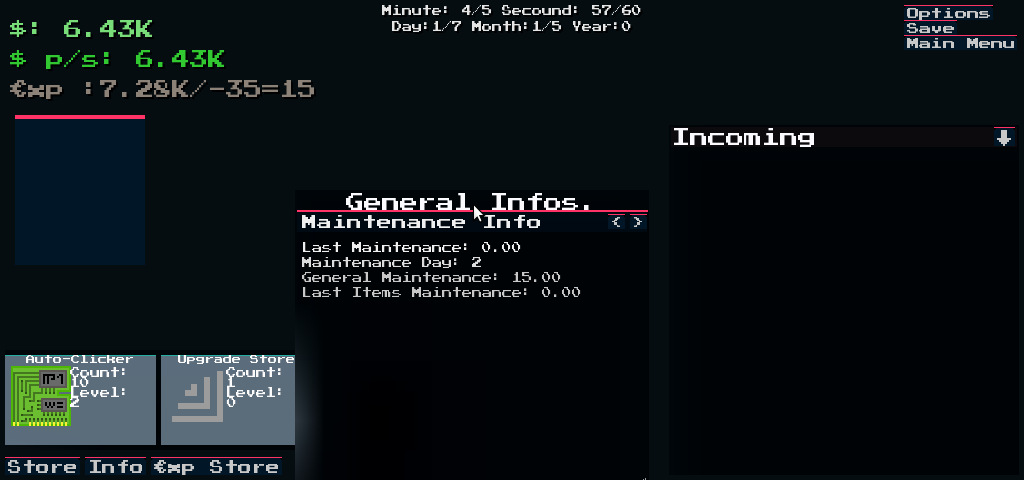 Minute: 4/5 Secound: 57/60
Day:1/7 Month:1/5 Year:0
Options
Save
Main Menu
$: 6.43K
$ p/s: 6.43K
€xp :7.28K/-35=15
Incoming
General Infos.
Maintenance Info
< >
Last Maintenance: 0.00
Maintenance Day: 2
General Maintenance: 15.00
Last Items Maintenance: 0.00
Auto-Clicker
Count:
10
Level:
2
Upgrade Store
Count:
1
Level:
0
Store Info €xp Store